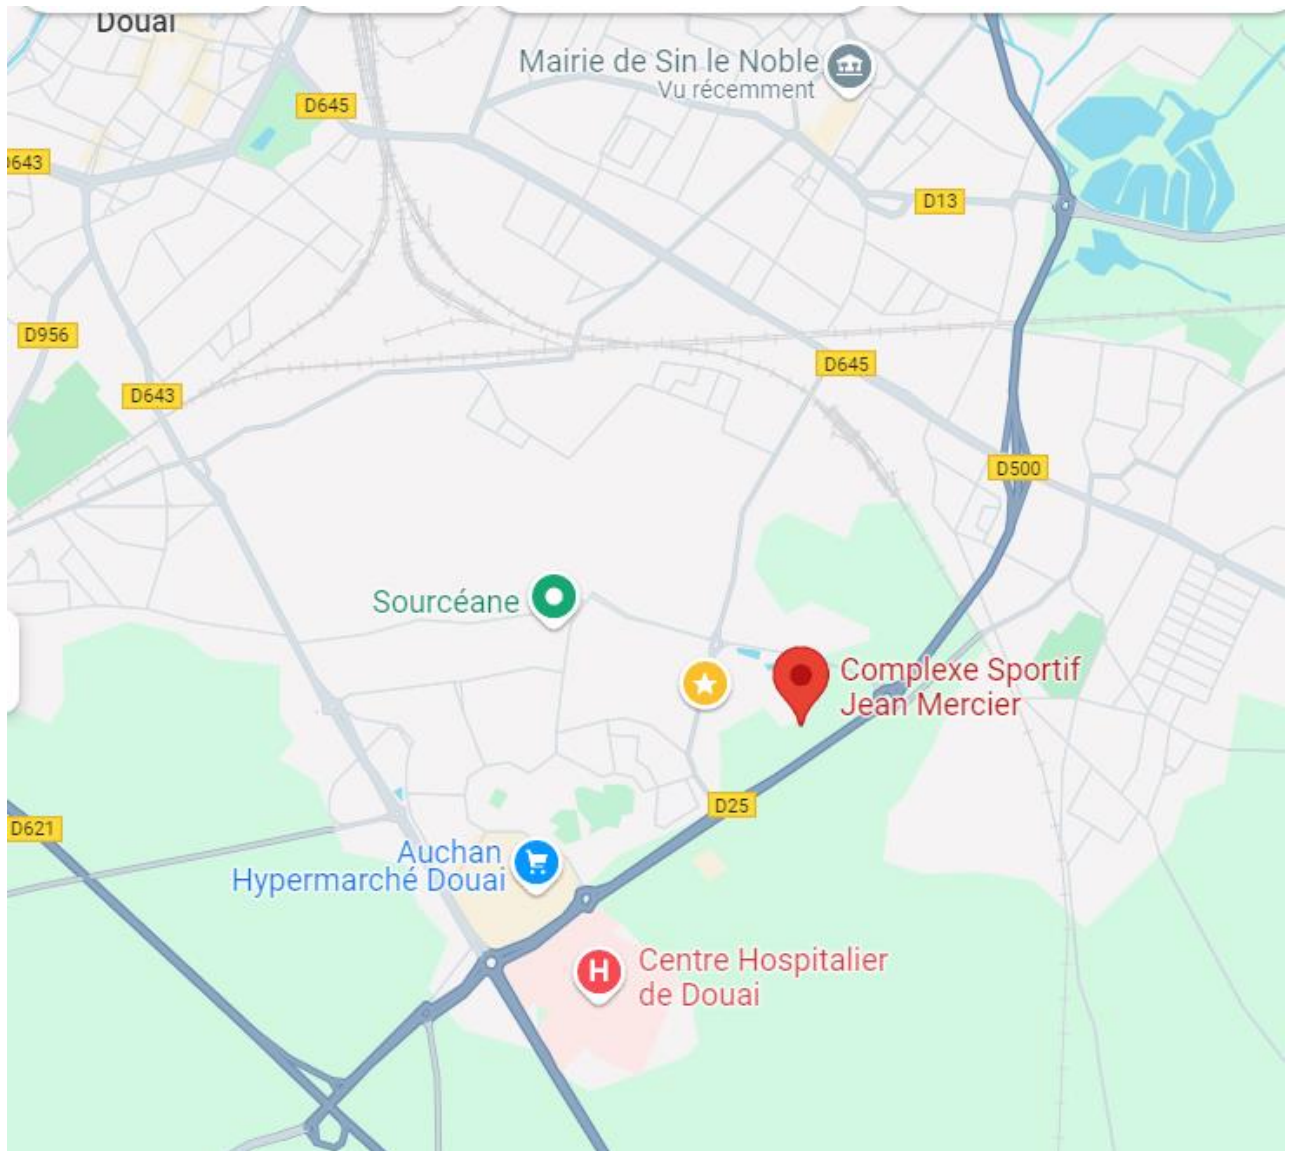 Douai
Mairie de Sin le Noble
Vu récemment
D645
D643
D13
D956
D645
D643
D500
Sourcéane
Complexe Sportif
Jean Mercier
D25
D621
Auchan
Hypermarché Douai
H
Centre Hospitalier
de Douai